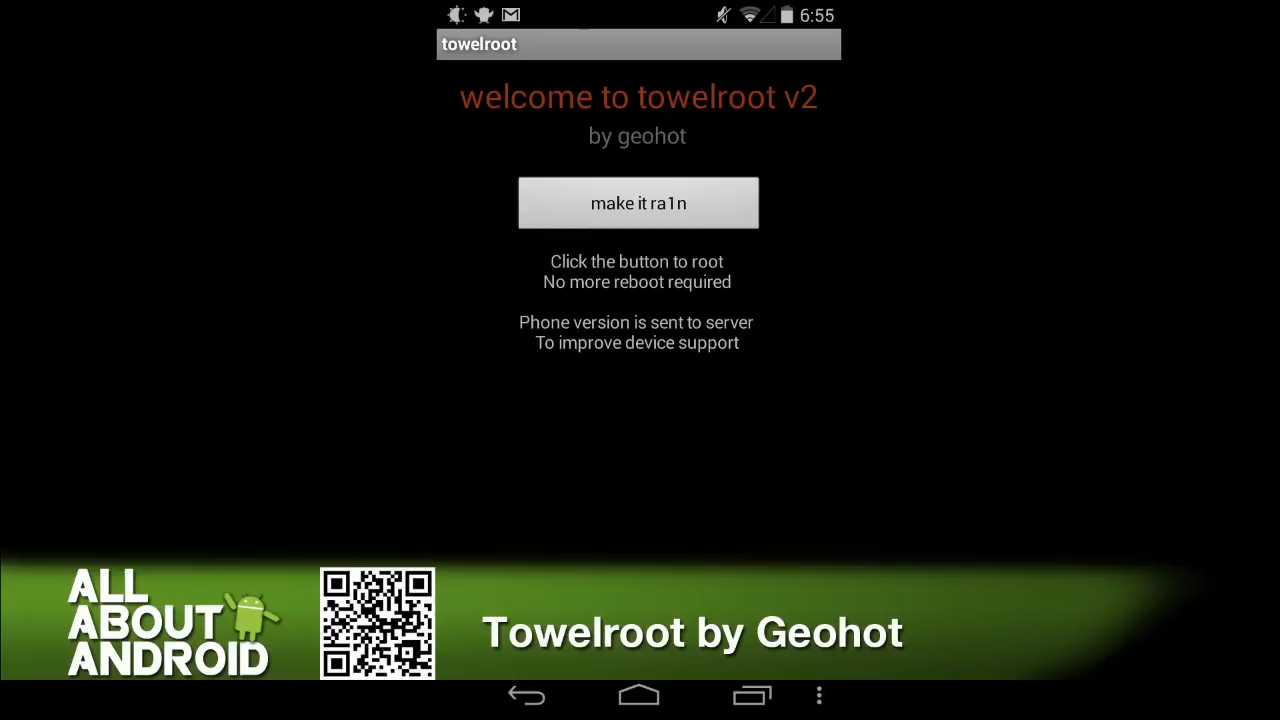 6:55
towelroot
welcome to towelroot v2
by geohot
make it ra1n
Click the button to root
No more reboot required
Phone version is sent to server
To improve device support
ALL
ABOUT
ANDROID
Towelroot by Geohot